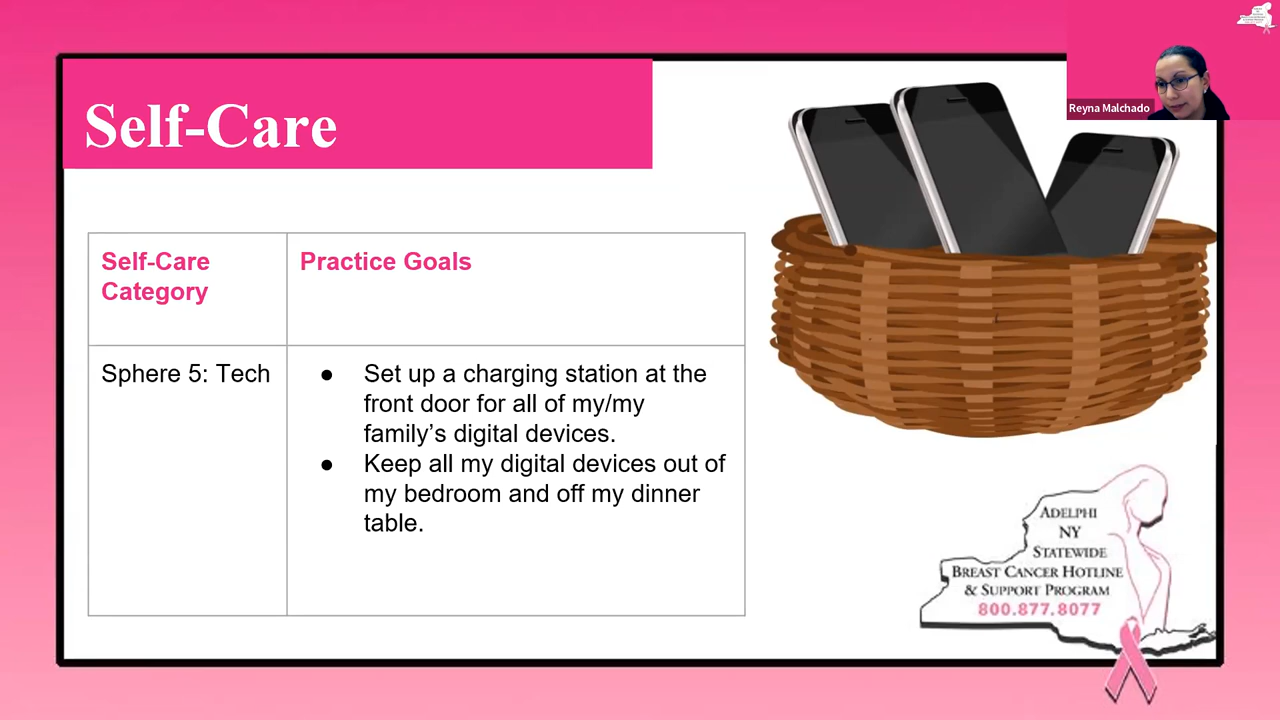 Self-Care
Reyna Malchado
Self-Care
Category
Practice Goals
Sphere 5: Tech
● Set up a charging station at the
front door for all of my/my
family’s digital devices.
● Keep all my digital devices out of
my bedroom and off my dinner
table.
ADELPHI
NY
STATEWIDE
BREAST CANCER HOTLINE
& SUPPORT PROGRAM
800.877.8077